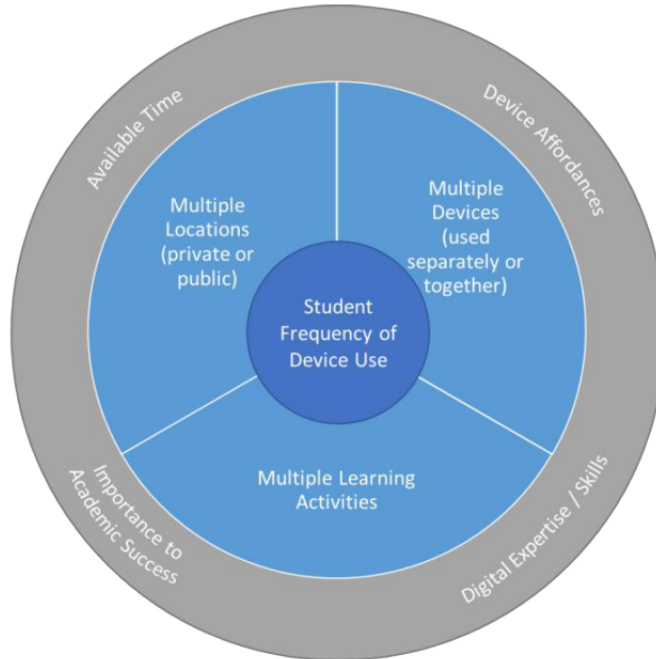 Available Time
Device Affordances
Multiple
Locations
(private or
public)
Multiple
Devices
(used
separately or
together)
Student
Frequency of
Device Use
Multiple Learning
Activities
Importance to
Academic Success
Digital Expertise / Skills